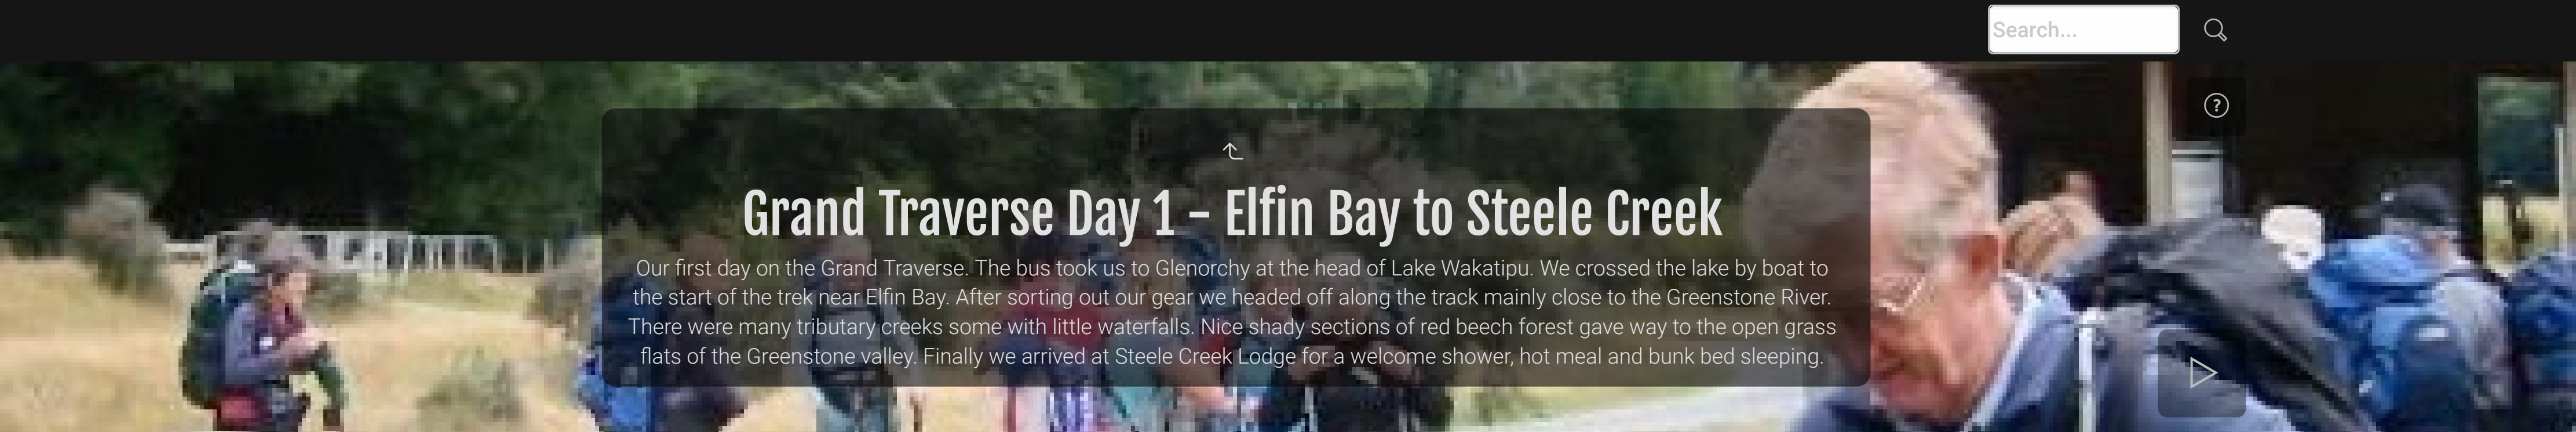 Search...
Grand Traverse Day 1 - Elfin Bay to Steele Creek
Our first day on the Grand Traverse. The bus took us to Glenorchy at the head of Lake Wakatipu. We crossed the lake by boat to
the start of the trek near Elfin Bay. After sorting out our gear we headed off along the track mainly close to the Greenstone River.
There were many tributary creeks some with little waterfalls. Nice shady sections of red beech forest gave way to the open grass
flats of the Greenstone valley. Finally we arrived at Steele Creek Lodge for a welcome shower, hot meal and bunk bed sleeping.